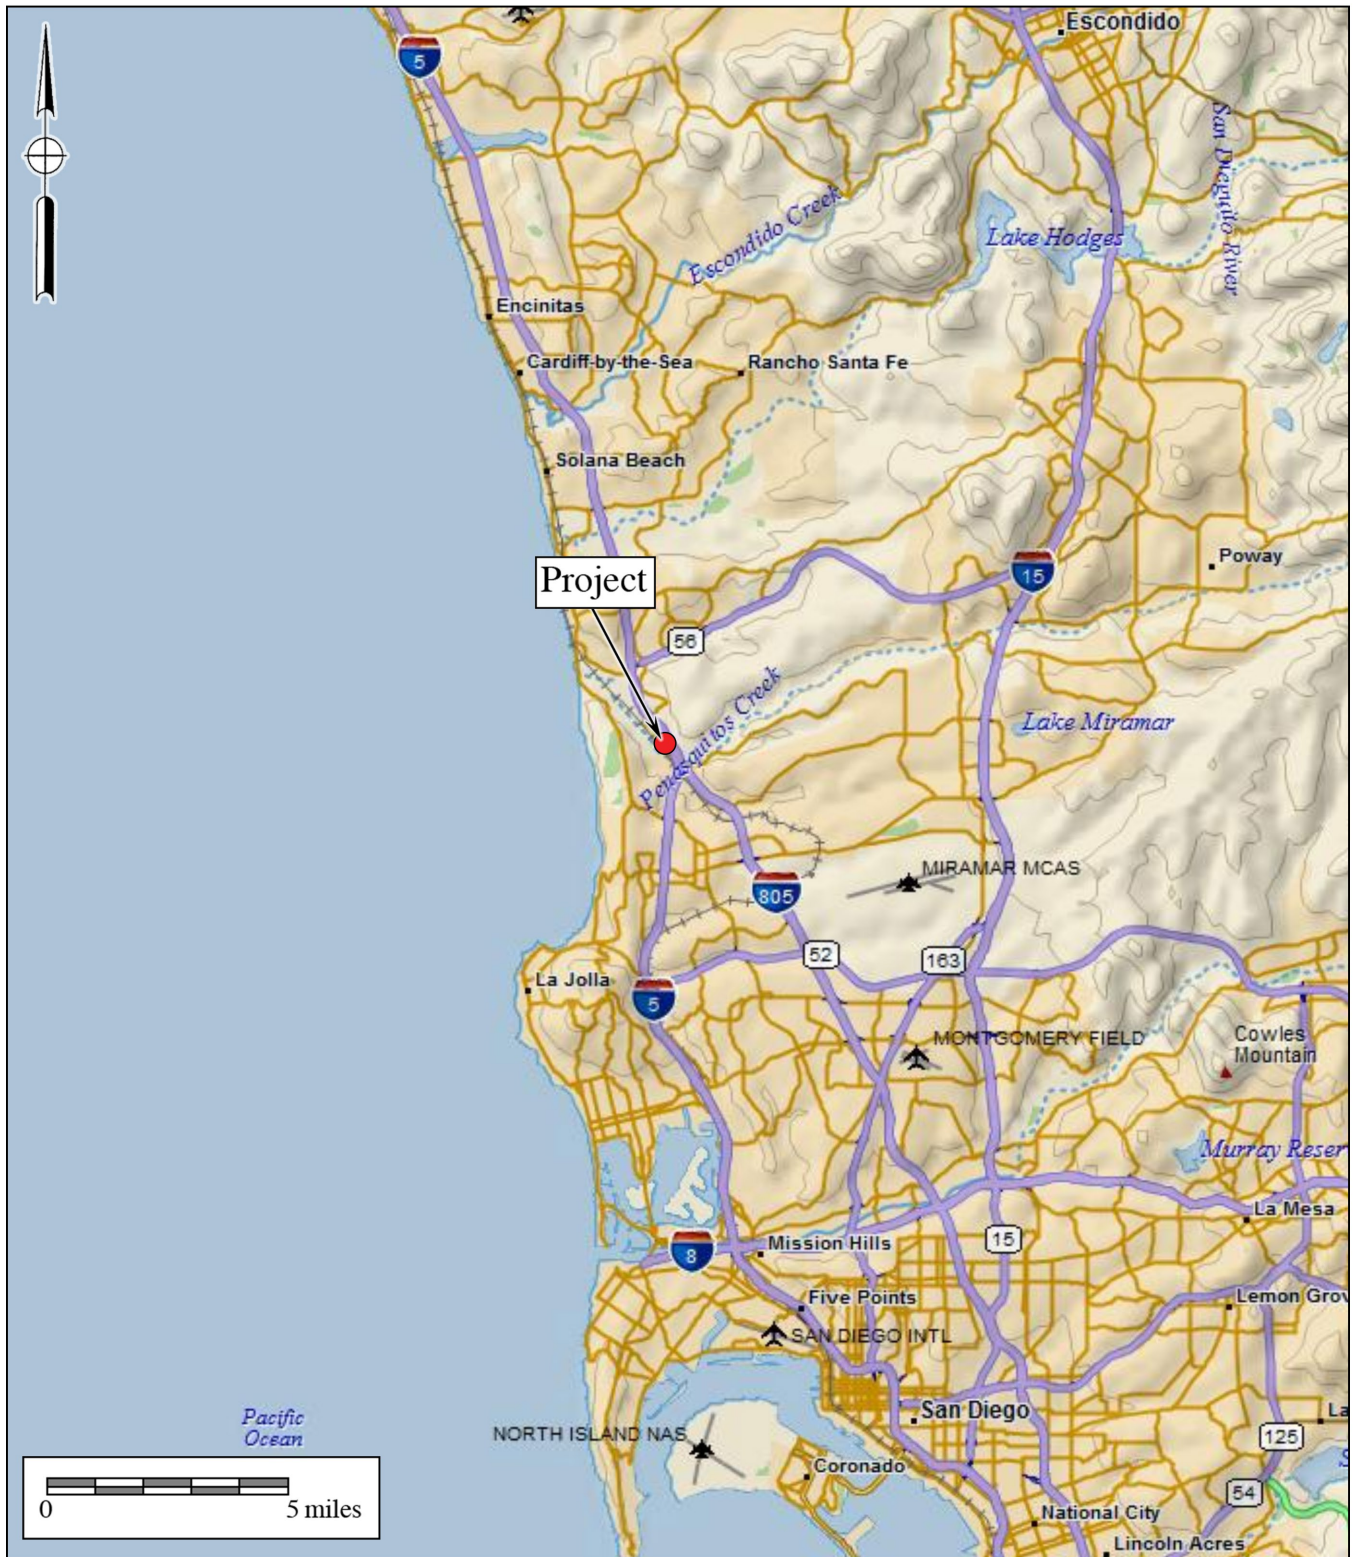 Escondido
5
San Dieguito River
Escondido Creek
Lake Hodges
Encinitas
Cardiff-by-the-Sea
Rancho Santa Fe
Solana Beach
Poway
Project
15
56
Penasquitos Creek
Lake Miramar
MIRAMAR MCAS
805
52
163
La Jolla
5
MONTGOMERY FIELD
Cowles
Mountain
Murray Reser
La Mesa
15
Mission Hills
8
Five Points
Lemon Grov
SAN DIEGO INTL
San Diego
La
Pacific
Ocean
NORTH ISLAND NAS
125
S
Coronado
54
0
5 miles
National City
Lincoln Acres